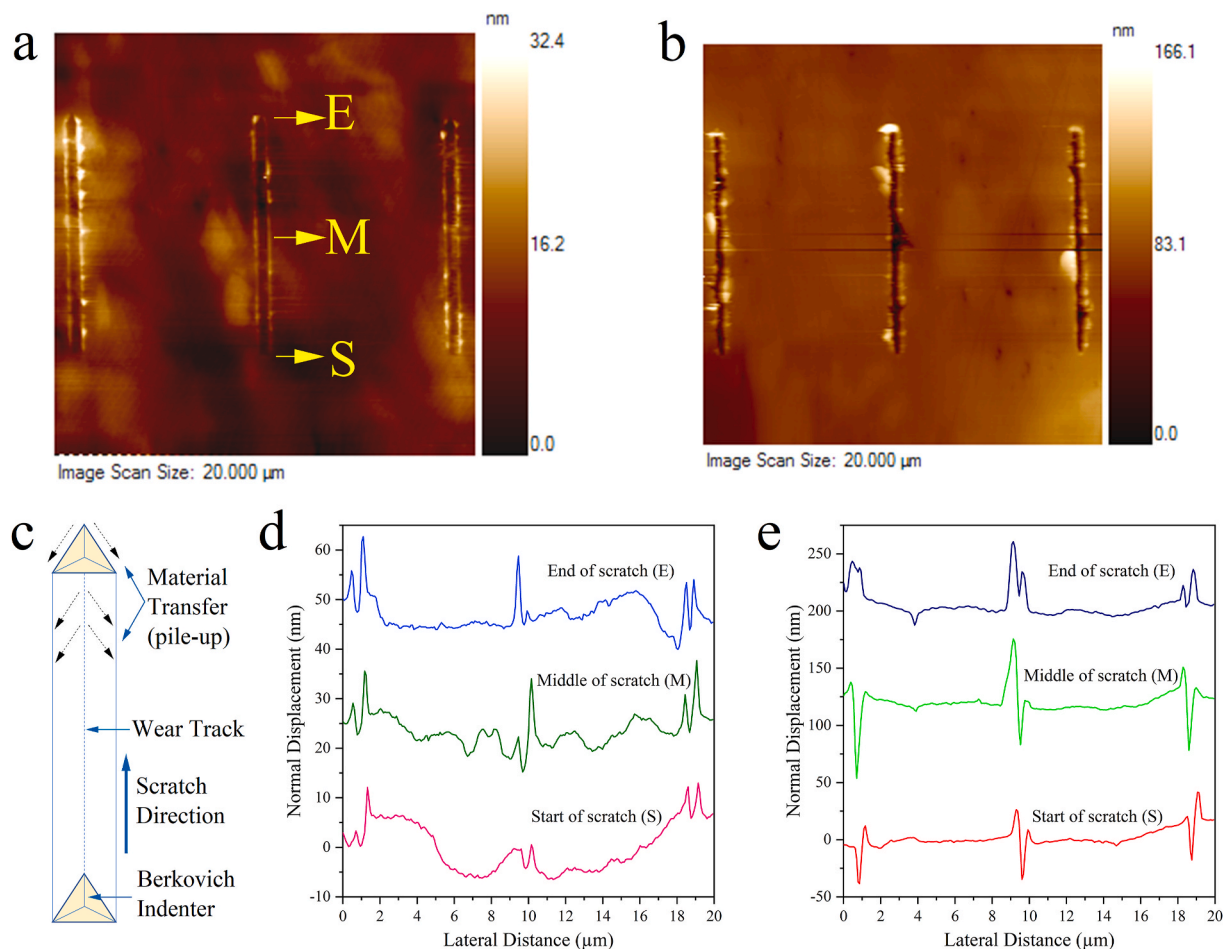 a
nm
32.4
E
M
16.2
S
0.0
Image Scan Size: 20.000 µm
b
nm
166.1
83.1
0.0
Image Scan Size: 20.000 µm
c
Material
Transfer
(pile-up)
Wear Track
Scratch
Direction
Berkovich
Indenter
d
Normal Displacement (nm)
60
50
40
30
20
10
0
-10
End of scratch (E)
Middle of scratch (M)
Start of scratch (S)
0 2 4 6 8 10 12 14 16 18 20
Lateral Distance (µm)
e
Normal Displacement (nm)
250
200
150
100
50
0
-50
End of scratch (E)
Middle of scratch (M)
Start of scratch (S)
0 2 4 6 8 10 12 14 16 18 20
Lateral Distance (µm)